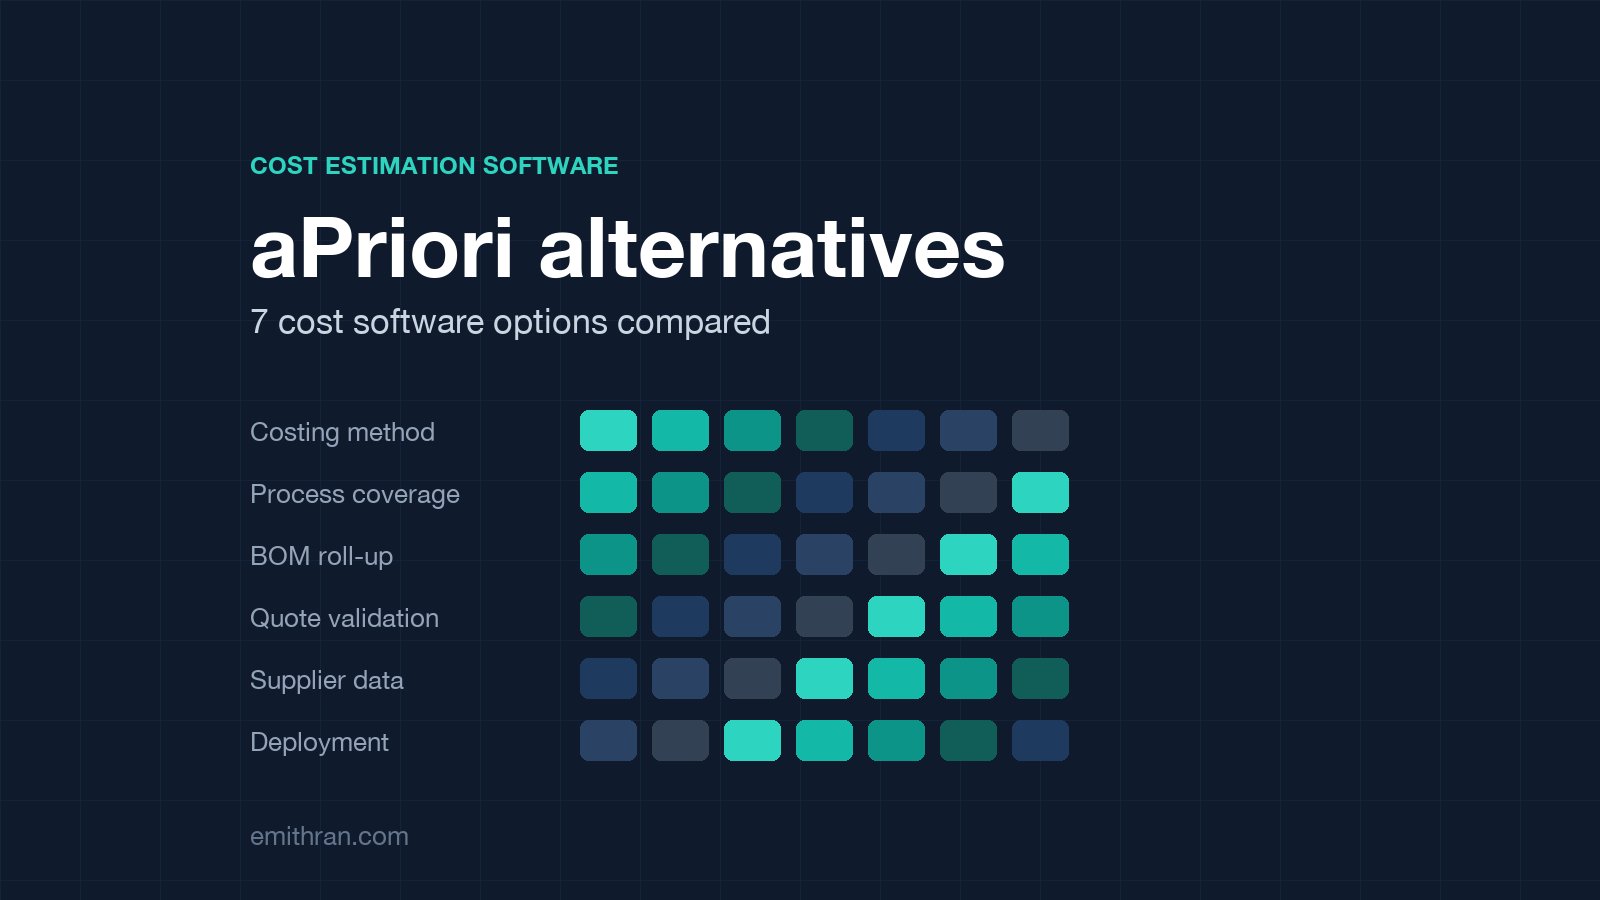 COST ESTIMATION SOFTWARE
aPriori alternatives
7 cost software options compared
Costing method
Process coverage
BOM roll-up
Quote validation
Supplier data
Deployment
emithran.com